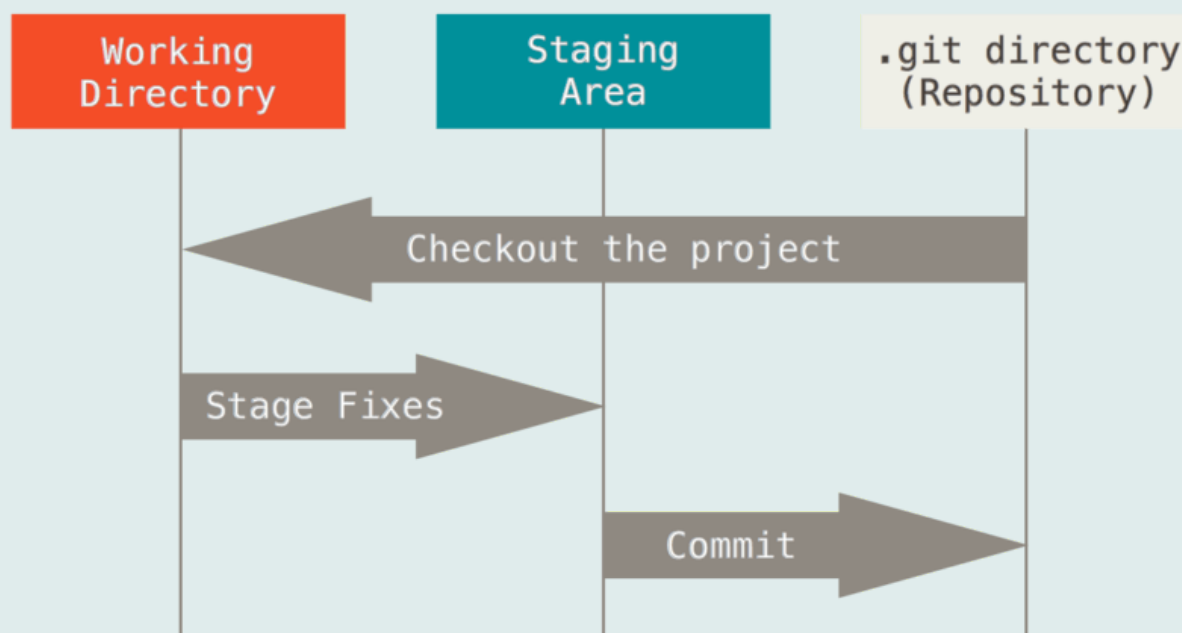 Working
Directory
Staging
Area
.git directory
(Repository)
Checkout the project
Stage Fixes
Commit